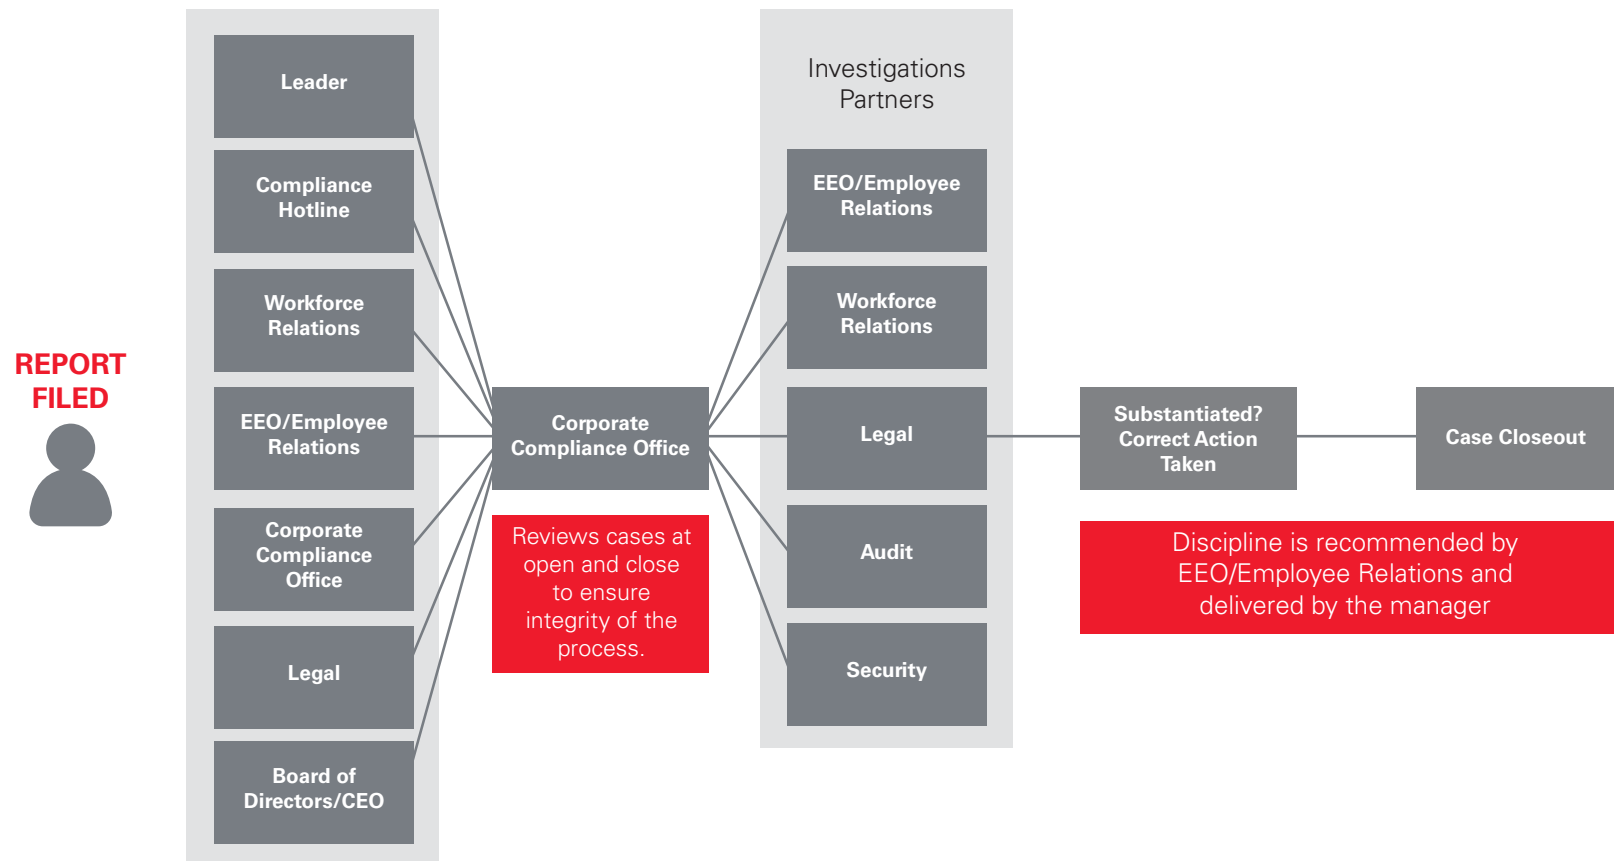 REPORT
FILED
Leader
Compliance
Hotline
Workforce
Relations
EEO/Employee
Relations
Corporate
Compliance
Office
Legal
Board of
Directors/CEO
Corporate
Compliance Office
Reviews cases at
open and close
to ensure
integrity of the
process.
Investigations
Partners
EEO/Employee
Relations
Workforce
Relations
Legal
Audit
Security
Substantiated?
Correct Action
Taken
Case Closeout
Discipline is recommended by
EEO/Employee Relations and
delivered by the manager